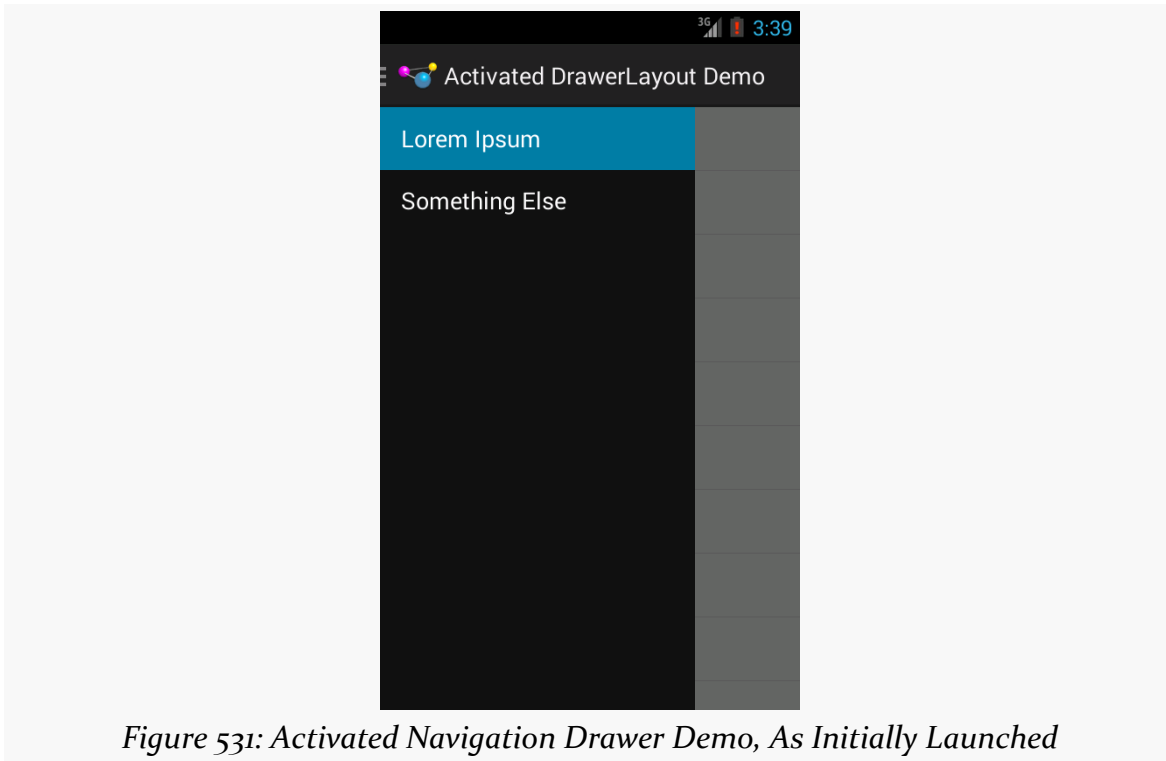 3G 3:39
Activated DrawerLayout Demo
Lorem Ipsum
Something Else
Figure 531: Activated Navigation Drawer Demo, As Initially Launched